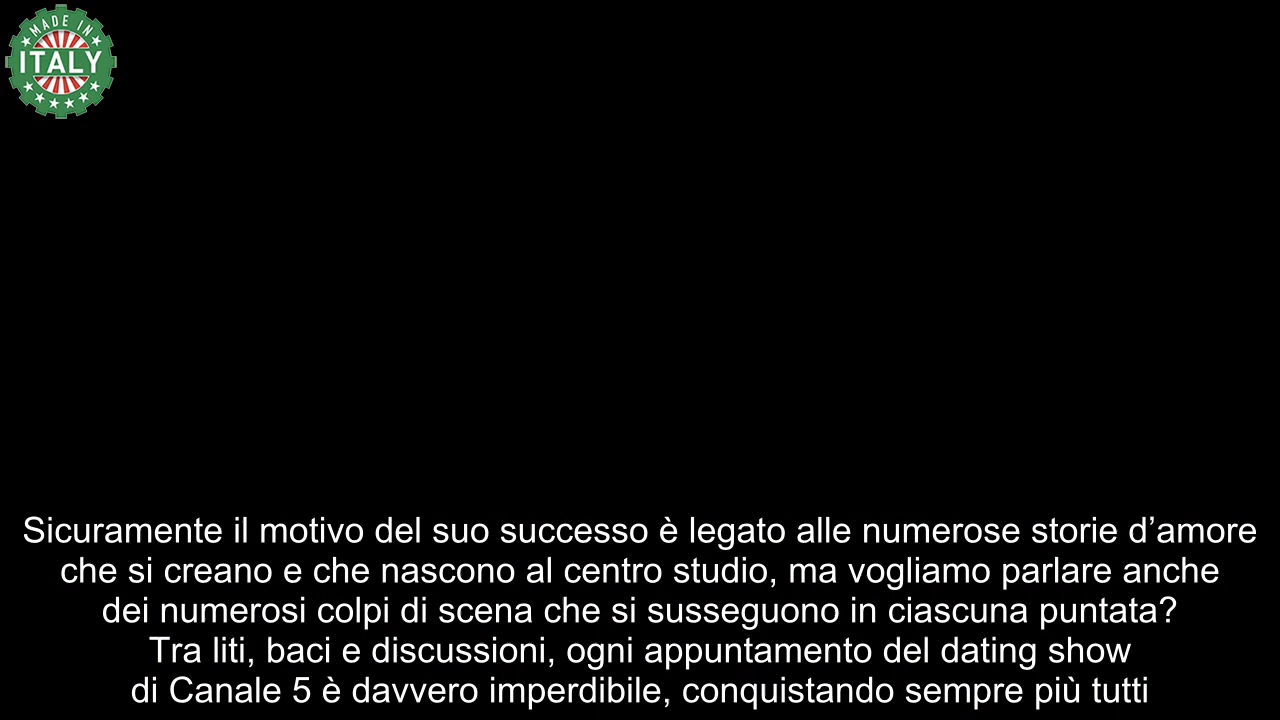 MADE IN
ITALY
Sicuramente il motivo del suo successo è legato alle numerose storie d’amore
che si creano e che nascono al centro studio, ma vogliamo parlare anche
dei numerosi colpi di scena che si susseguono in ciascuna puntata?
Tra liti, baci e discussioni, ogni appuntamento del dating show
di Canale 5 è davvero imperdibile, conquistando sempre più tutti